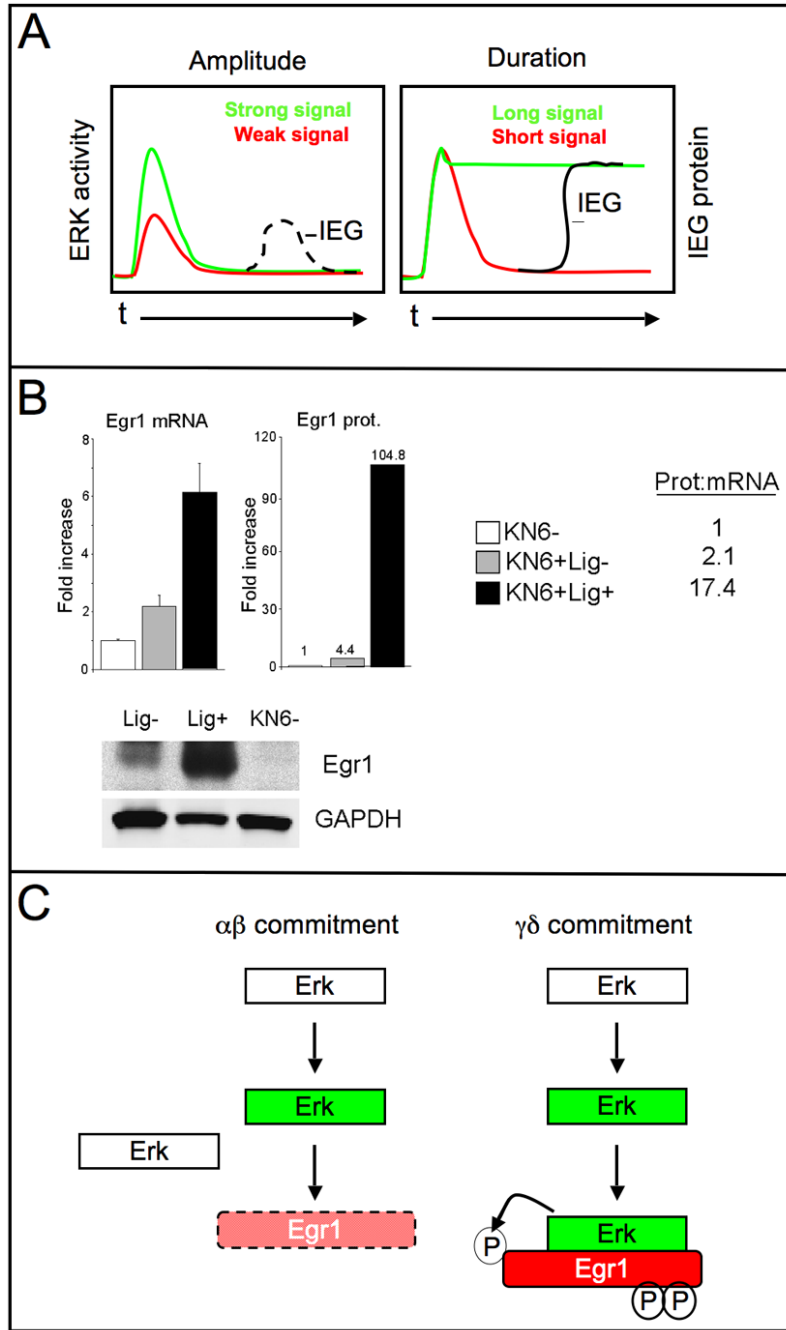 A
Amplitude
Duration
Strong signal
Weak signal
Long signal
Short signal
ERK activity
IEG
IEG
IEG protein
t
t
B
Egr1 mRNA
Egr1 prot.
Fold increase
8
6
4
2
0
Fold increase
120
90
60
30
0
1
4.4
104.8
Prot:mRNA
KN6- 1
KN6+Lig- 2.1
KN6+Lig+ 17.4
Lig- Lig+ KN6-
Egr1
GAPDH
C
αβ commitment
γδ commitment
Erk
Erk
Erk
Erk
Erk
Egr1
P
Erk
Egr1
P P